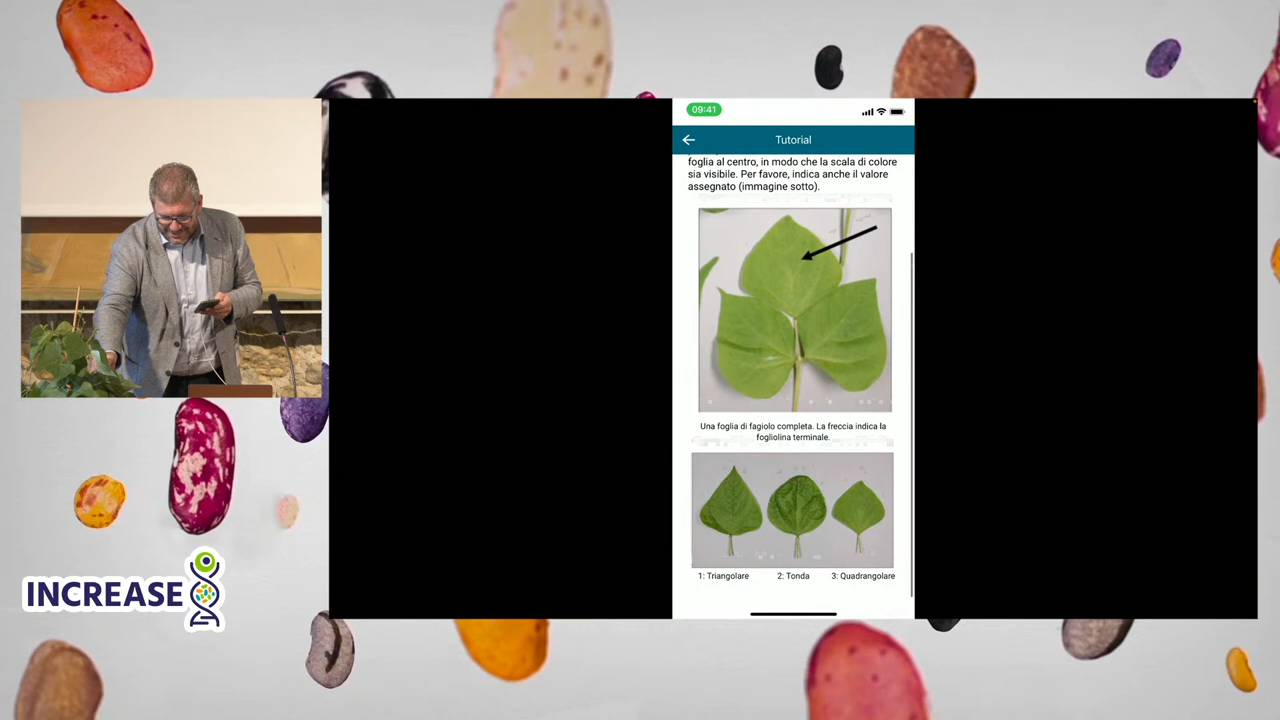 09:41
Tutorial
foglia al centro, in modo che la scala di colore
sia visibile. Per favore, indica anche il valore
assegnato (immagine sotto).
Una foglia di fagiolo completa. La freccia indica la
fogliolina terminale.
1: Triangolare 2: Tonda 3: Quadrangolare
INCREASE